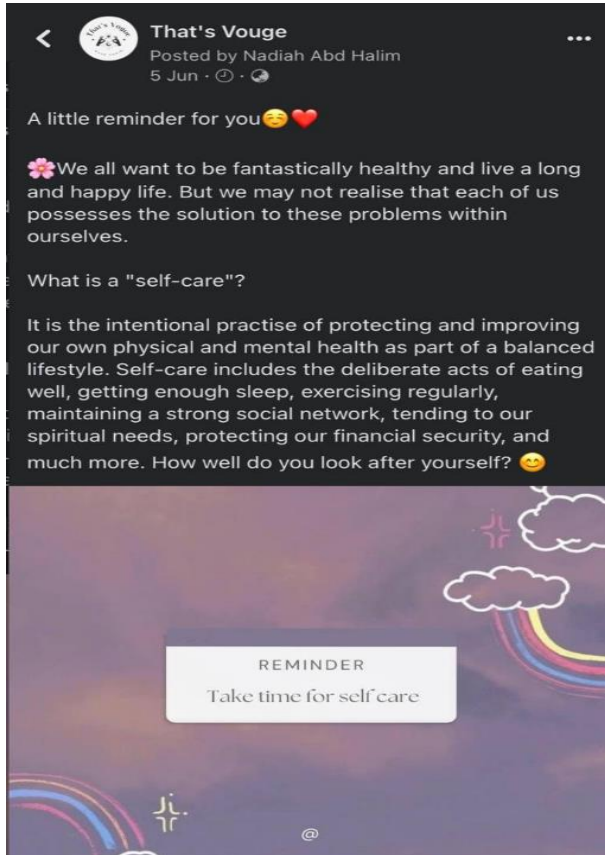 That's Vouge
That's Vouge
Posted by Nadiah Abd Halim
5 Jun
A little reminder for you☺️❤️
🌸We all want to be fantastically healthy and live a long
and happy life. But we may not realise that each of us
possesses the solution to these problems within
ourselves.
What is a "self-care"?
It is the intentional practise of protecting and improving
our own physical and mental health as part of a balanced
lifestyle. Self-care includes the deliberate acts of eating
well, getting enough sleep, exercising regularly,
maintaining a strong social network, tending to our
spiritual needs, protecting our financial security, and
much more. How well do you look after yourself? 😊
REMINDER
Take time for self care
@